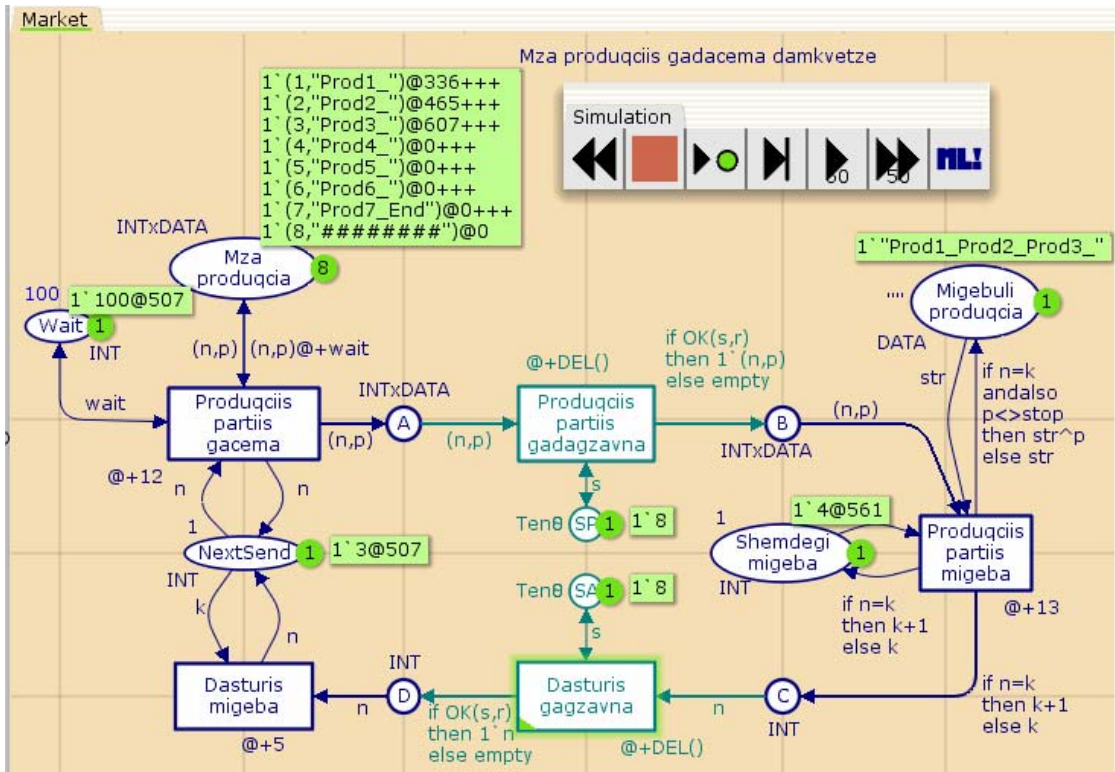 Market
Mza produqciis gadacema damkvetze
1`(1,"Prod1_")@336+++
1`(2,"Prod2_")@465+++
1`(3,"Prod3_")@607+++
1`(4,"Prod4_")@0+++
1`(5,"Prod5_")@0+++
1`(6,"Prod6_")@0+++
1`(7,"Prod7_End")@0+++
1`(8,"########")@0
Simulation
50
ML!
INTxDATA
Mza
produqcia
8
100
1`100@507
Wait
1
INT
wait
(n,p)
(n,p)@+wait
Produqciis
partiis
gacema
@+12
INTxDATA
A
(n,p)
(n,p)
@+DEL()
Produqciis
partiis
gadagzavna
if OK(s,r)
then 1`(n,p)
else empty
B
INTxDATA
(n,p)
1`"Prod1_Prod2_Prod3_"
""
Migebuli
produqcia
1
DATA
str
if n=k
andalso
p<>stop
then str^p
else str
n
n
1
NextSend
1
1`3@507
INT
k
n
s
Ten0
SP
1
1`8
Ten0
SA
1
1`8
s
1
1`4@561
Shemdegi
migeba
1
INT
Produqciis
partiis
migeba
@+13
if n=k
then k+1
else k
Dasturis
migeba
@+5
n
INT
D
if OK(s,r)
then 1`n
else empty
Dasturis
gagzavna
@+DEL()
n
C
INT
if n=k
then k+1
else k